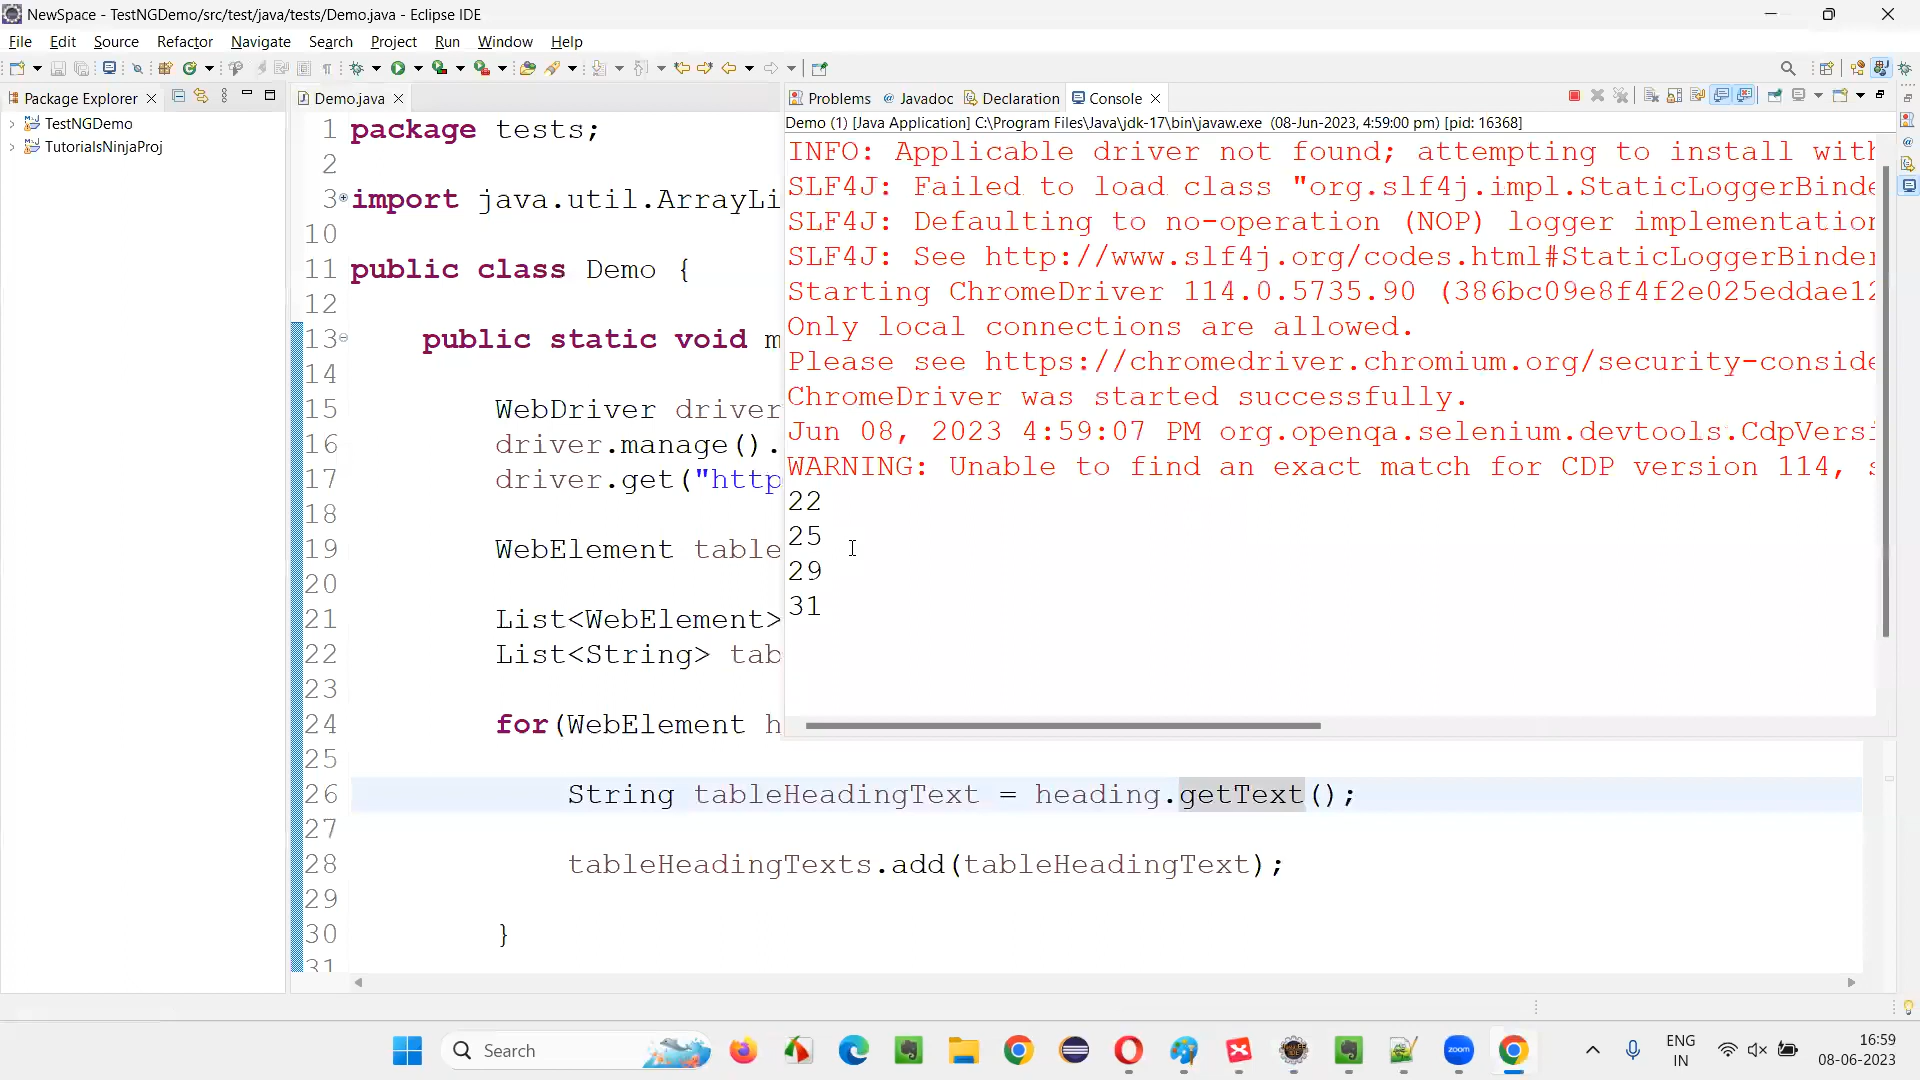 NewSpace - TestNGDemo/src/test/java/tests/Demo.java - Eclipse IDE
File Edit Source Refactor Navigate Search Project Run Window Help
Package Explorer
TestNGDemo
TutorialsNinjaProj
Demo.java
1 package tests;
2
3 import java.util.ArrayLi
10
11 public class Demo {
12
13 public static void m
14
15 WebDriver driver
16 driver.manage().
17 driver.get("http
18
19 WebElement table
20
21 List<WebElement>
22 List<String> tab
23
24 for(WebElement h
25
26 String tableHeadingText = heading.getText();
27
28 tableHeadingTexts.add(tableHeadingText);
29
30 }
31
Problems Javadoc Declaration Console
Demo (1) [Java Application] C:\Program Files\Java\jdk-17\bin\javaw.exe (08-Jun-2023, 4:59:00 pm) [pid: 16368]
INFO: Applicable driver not found; attempting to install with
SLF4J: Failed to load class "org.slf4j.impl.StaticLoggerBinde
SLF4J: Defaulting to no-operation (NOP) logger implementation
SLF4J: See http://www.slf4j.org/codes.html#StaticLoggerBinder
Starting ChromeDriver 114.0.5735.90 (386bc09e8f4f2e025eddae12
Only local connections are allowed.
Please see https://chromedriver.chromium.org/security-conside
ChromeDriver was started successfully.
Jun 08, 2023 4:59:07 PM org.openqa.selenium.devtools.CdpVersi
WARNING: Unable to find an exact match for CDP version 114, s
22
25
29
31
Search
zoom
ENG
IN
16:59
08-06-2023